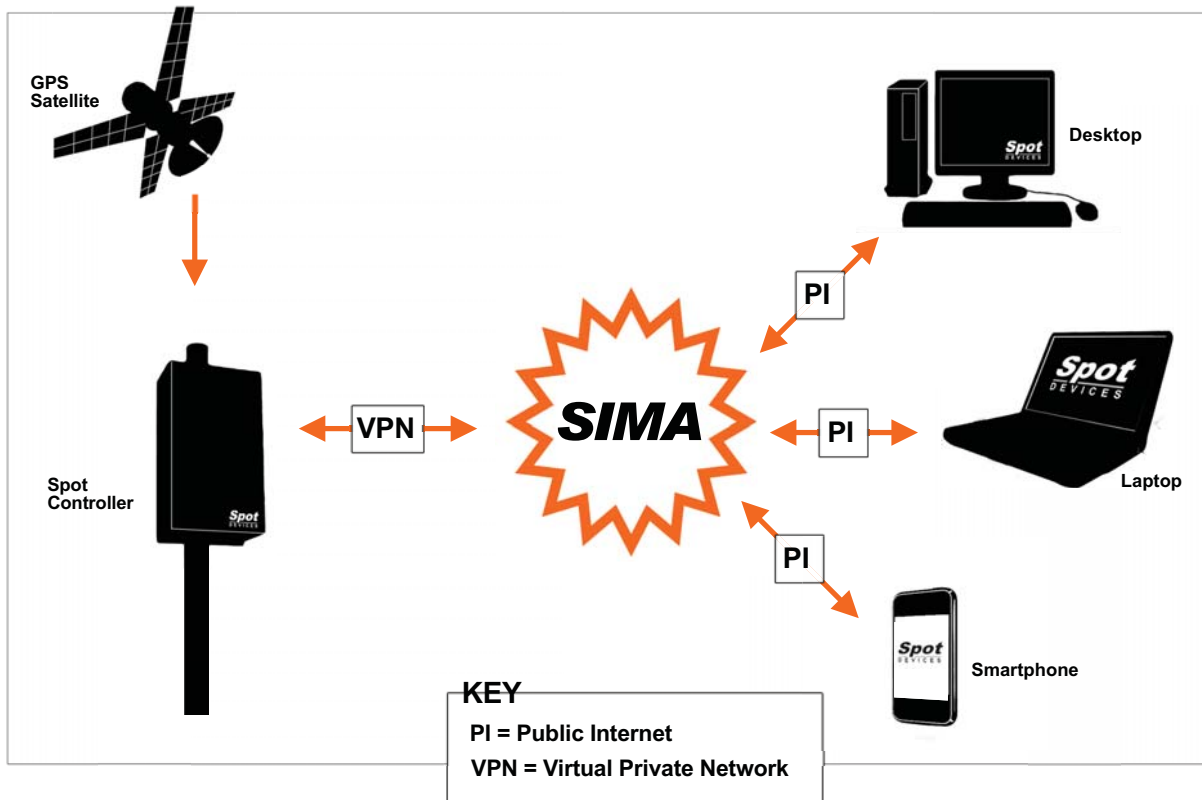 GPS
Satellite
Spot
DEVICES
Desktop
PI
Spot
DEVICES
Laptop
SIMA
VPN
PI
Spot
Controller
Spot
DEVICES
PI
Spot
DEVICES
Smartphone
KEY
PI = Public Internet
VPN = Virtual Private Network